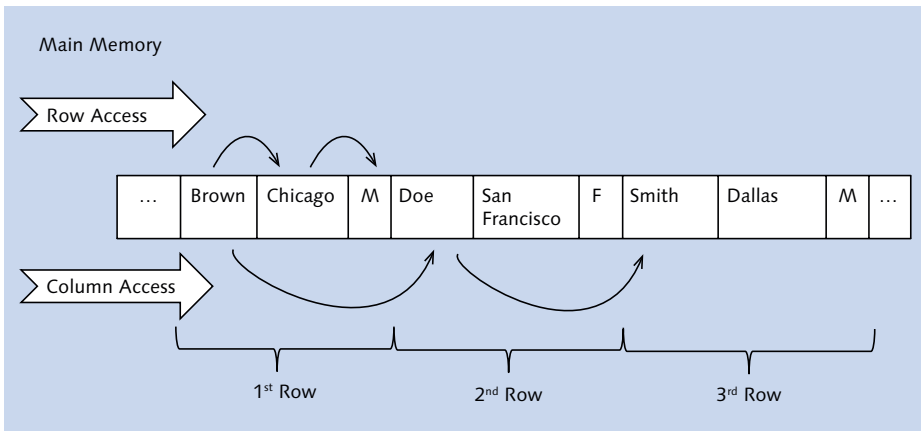 Main Memory
Row Access
... Brown Chicago M Doe San Francisco F Smith Dallas M ...
Column Access
1st Row 2nd Row 3rd Row